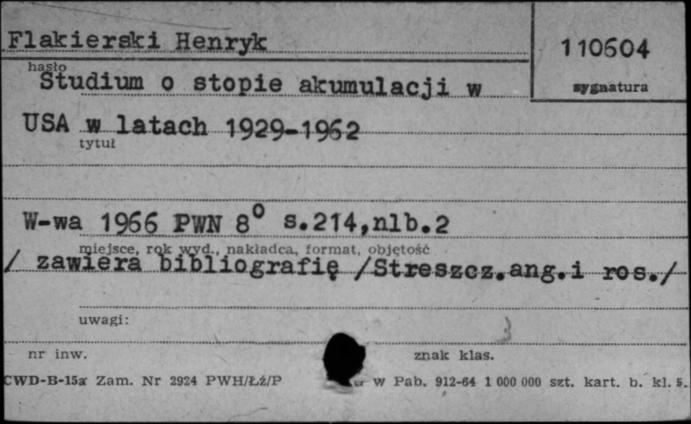 Flakierski Henryk
110604
hasło
sygnatura
Studium o stopie akumulacji w
USA w latach 1929-1962
tytuł
W-wa 1966 PWN 8° s.214,nlb.2
miejsce, rok wyd., nakładca, format, objętość
/ zawiera bibliografię /Streszcz.ang.i ros./
uwagi:
nr inw.
znak klas.
CWD-B-15a Zam. Nr 2924 PWH/Łź/P w Pab. 912-64 1 000 000 szt. kart. b. kl. 5.